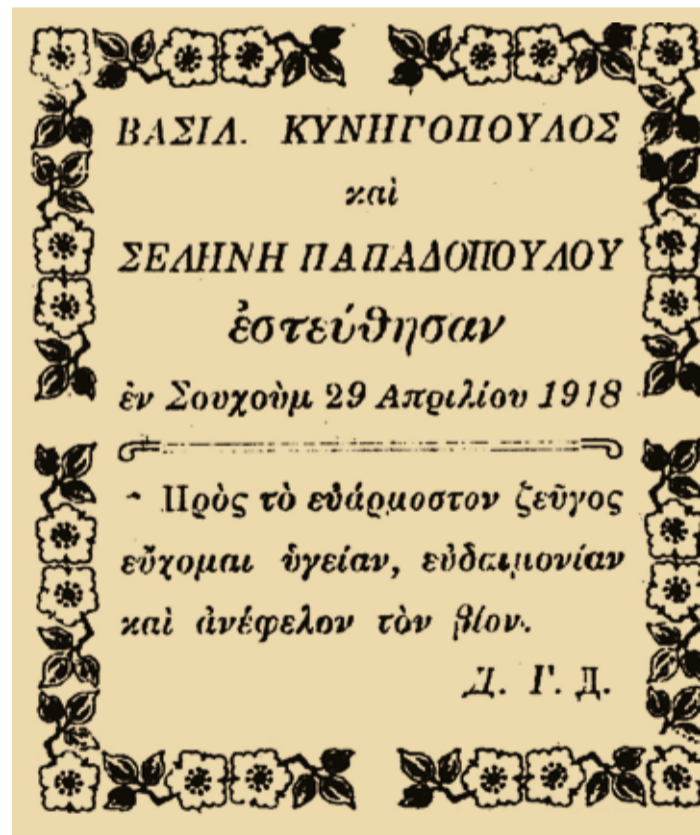 ΒΑΣΙΛ. ΚΥΝΗΓΟΠΟΥΛΟΣ
καὶ
ΣΕΛΗΝΗ ΠΑΠΑΔΟΠΟΥΛΟΥ
ἐστεύθησαν
ἐν Σουχοὺμ 29 Απριλίου 1918
Πρὸς τὸ εὐάρμοστον ζεῦγος
εὔχομαι ὑγείαν, εὐδαιμονίαν
καὶ ἀνέφελον τὸν βίον.
Δ. Γ. Δ.